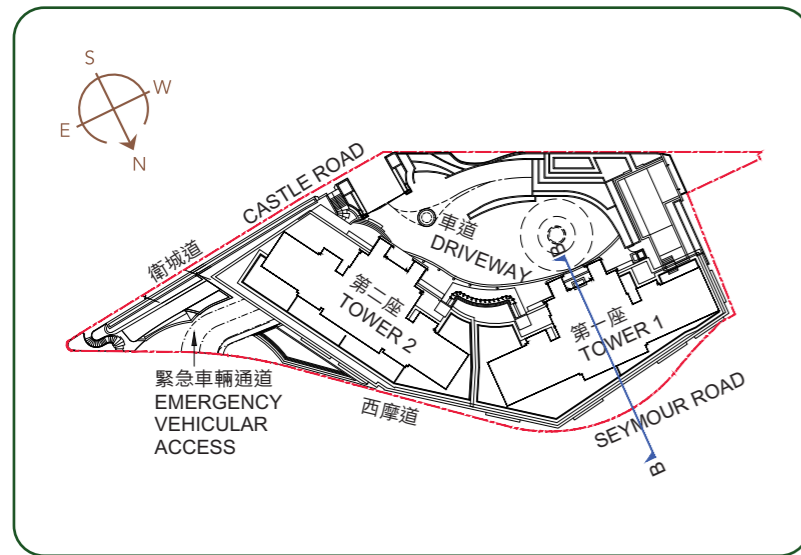 S
W
E
N
CASTLE ROAD
衛城道
車道
DRIVEWAY
B
第二座
TOWER 2
第一座
TOWER 1
緊急車輛通道
EMERGENCY
VEHICULAR
ACCESS
西摩道
SEYMOUR ROAD
B